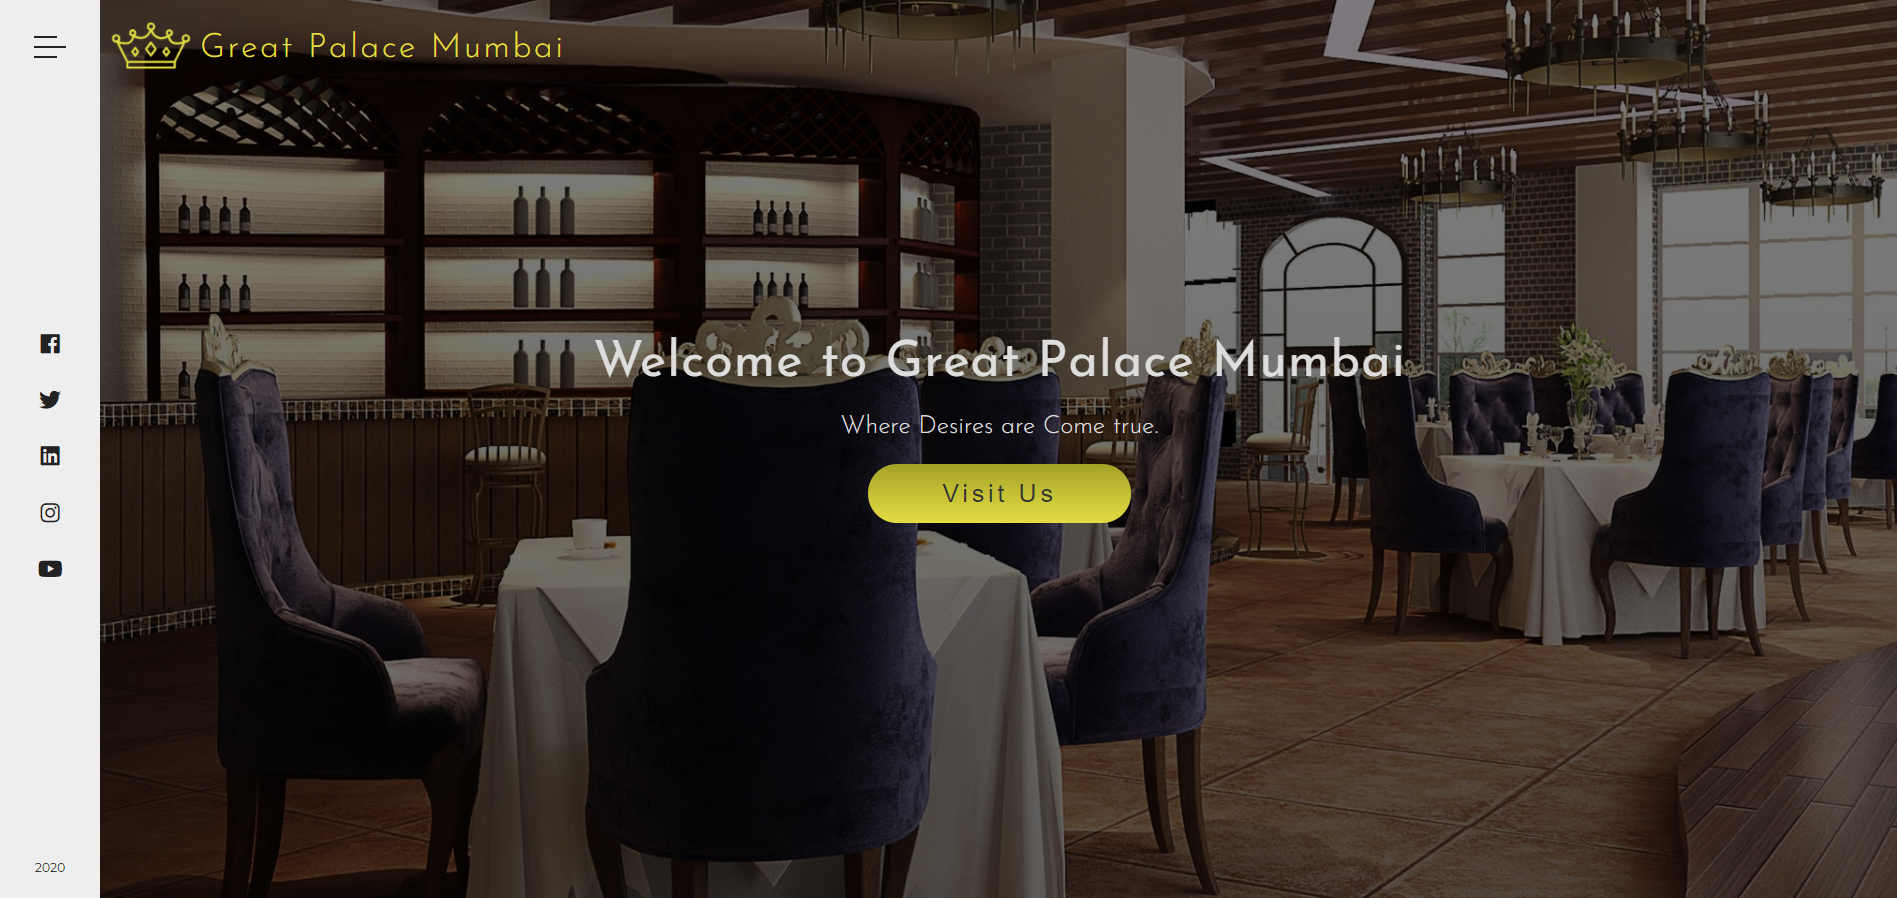 Great Palace Mumbai
Welcome to Great Palace Mumbai
Where Desires are Come true.
Visit Us
2020